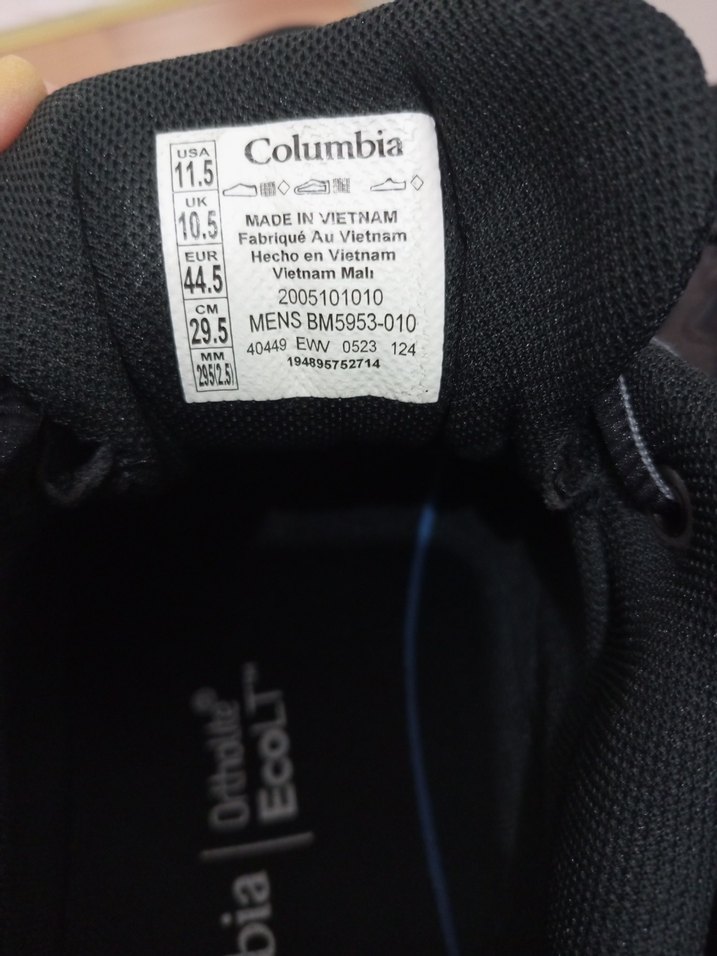 USA
11.5
UK
10.5
EUR
44.5
CM
29.5
MM
295(2.5)
Columbia
MADE IN VIETNAM
Fabriqué Au Vietnam
Hecho en Vietnam
Vietnam Malı
2005101010
MENS BM5953-010
40449 EVW 0523 124
194895752714
Ortholite®
EcoLT™
bia